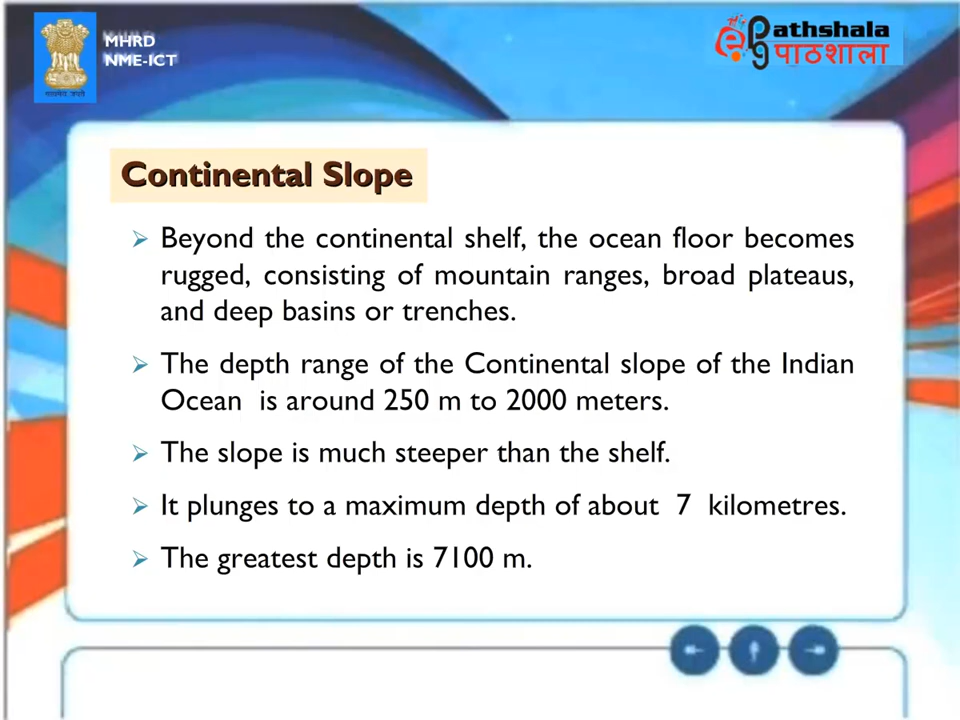 MHRD
NME-ICT
epg Pathshala
पाठशाला
Continental Slope
Beyond the continental shelf, the ocean floor becomes
rugged, consisting of mountain ranges, broad plateaus,
and deep basins or trenches.
The depth range of the Continental slope of the Indian
Ocean is around 250 m to 2000 meters.
The slope is much steeper than the shelf.
It plunges to a maximum depth of about 7 kilometres.
The greatest depth is 7100 m.